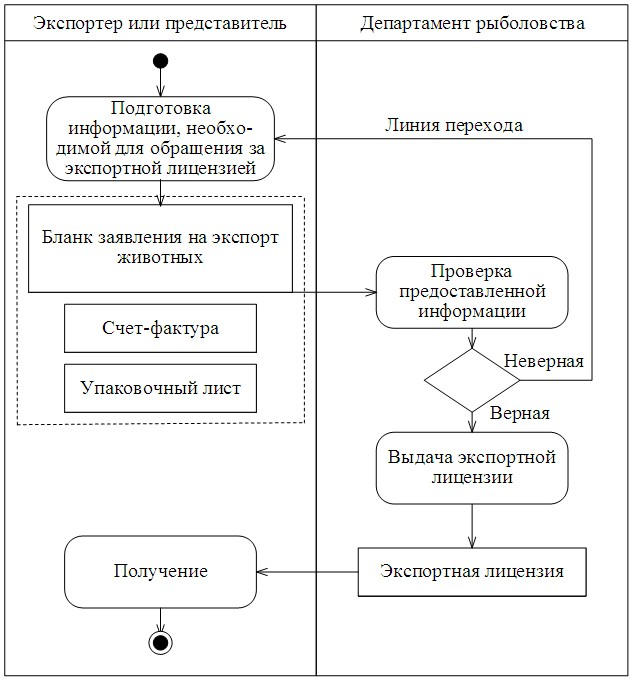 Экспортер или представитель
Департамент рыболовства
Подготовка
информации, необхо-
димой для обращения за
экспортной лицензией
Линия перехода
Бланк заявления на экспорт
животных
Проверка
предоставленной
информации
Счет-фактура
Неверная
Упаковочный лист
Верная
Выдача экспортной
лицензии
Получение
Экспортная лицензия